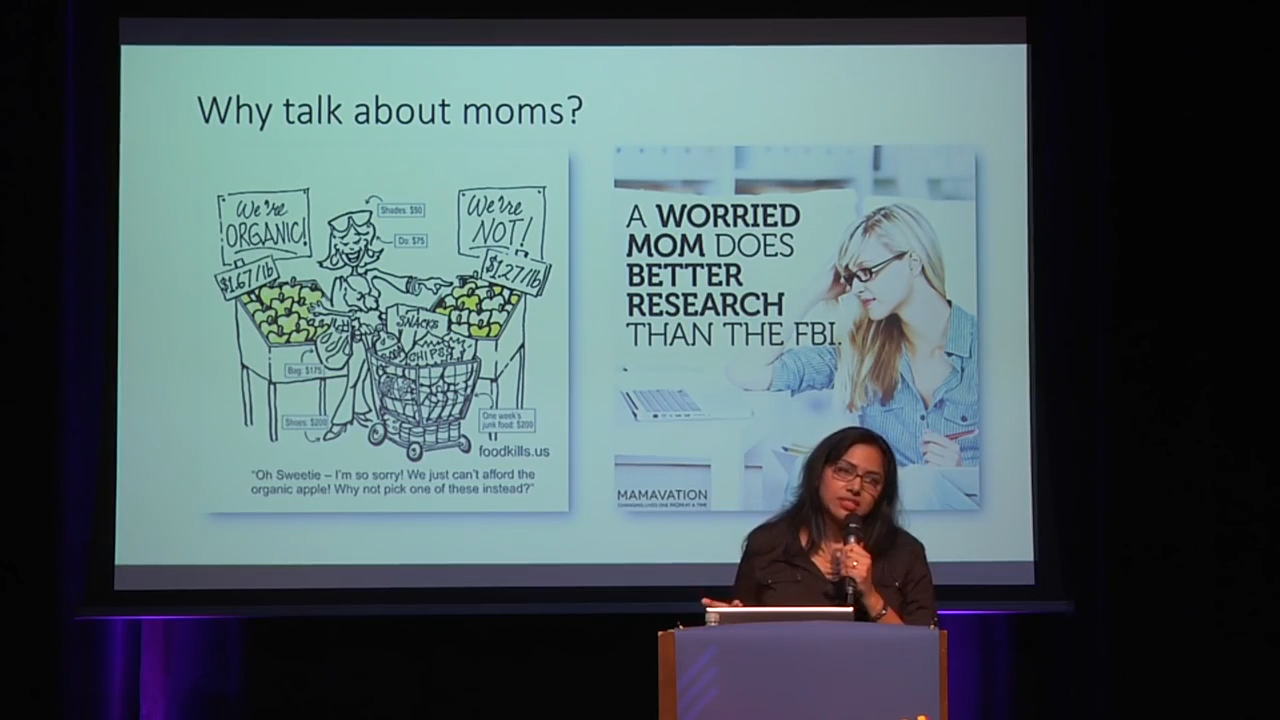 Why talk about moms?
We're
ORGANIC!
$1.67/lb
Shades: $50
Do: $75
We're
NOT!
$1.27/lb
SNACKS
CHIPS
Bag: $175
Shoes: $200
One week's
junk food: $200
foodkills.us
"Oh Sweetie – I'm so sorry! We just can't afford the
organic apple! Why not pick one of these instead?"
A WORRIED
MOM DOES
BETTER
RESEARCH
THAN THE FBI.
MAMAVATION